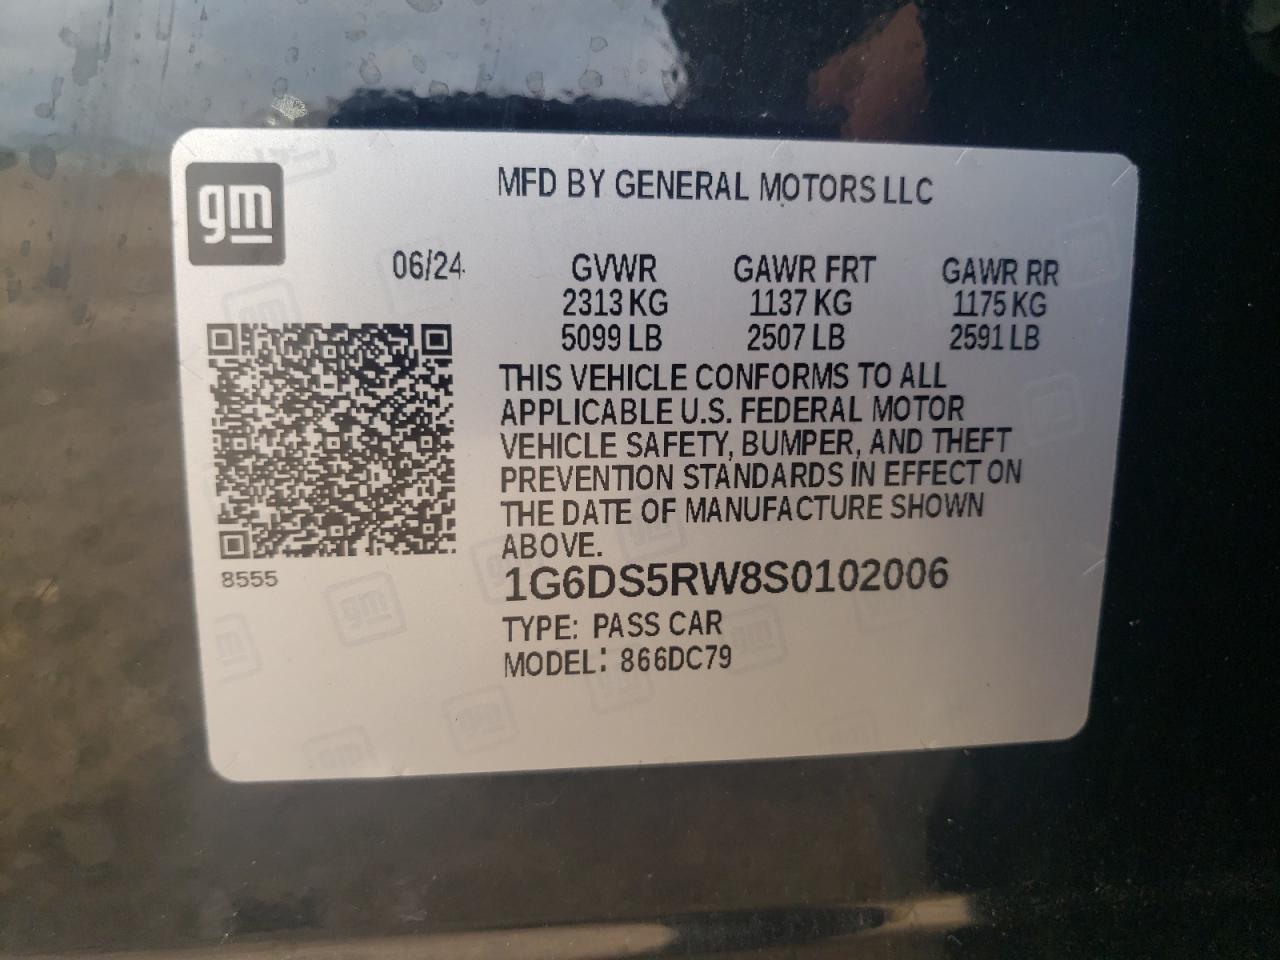 gm
MFD BY GENERAL MOTORS LLC
06/24
GVWR GAWR FRT GAWR RR
2313 KG 1137 KG 1175 KG
5099 LB 2507 LB 2591 LB
THIS VEHICLE CONFORMS TO ALL
APPLICABLE U.S. FEDERAL MOTOR
VEHICLE SAFETY, BUMPER, AND THEFT
PREVENTION STANDARDS IN EFFECT ON
THE DATE OF MANUFACTURE SHOWN
ABOVE.
8555
1G6DS5RW8S0102006
TYPE: PASS CAR
MODEL: 866DC79